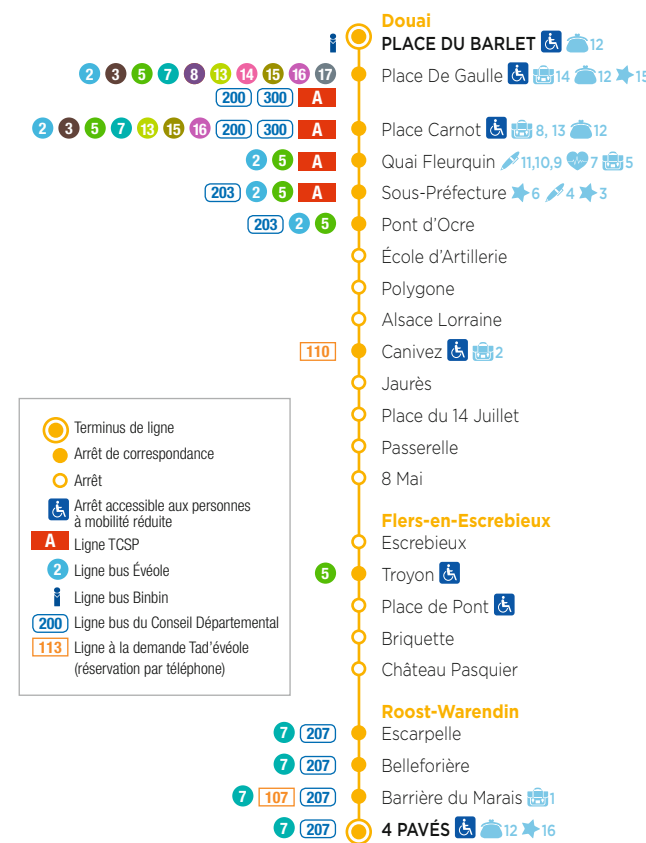 Douai
PLACE DU BARLET 12
2 3 5 7 8 13 14 15 16 17 Place De Gaulle 14 12 15
200 300 A
2 3 5 7 13 15 16 200 300 A Place Carnot 8, 13 12
2 5 A Quai Fleurquin 11,10,9 7 5
203 2 5 A Sous-Préfecture 6 4 3
203 2 5 Pont d'Ocre
École d'Artillerie
Polygone
Alsace Lorraine
110 Canivez 2
Jaurès
Place du 14 Juillet
Passerelle
8 Mai
Flers-en-Escrebieux
Escrebieux
5 Troyon
Place de Pont
Briquette
Château Pasquier
Roost-Warendin
7 207 Escarpelle
7 207 Belleforière
7 107 207 Barrière du Marais 1
7 207 4 PAVÉS 12 16
Terminus de ligne
Arrêt de correspondance
Arrêt
Arrêt accessible aux personnes
à mobilité réduite
A Ligne TCSP
2 Ligne bus Évéole
Ligne bus Binbin
200 Ligne bus du Conseil Départemental
113 Ligne à la demande Tad'évéole
(réservation par téléphone)